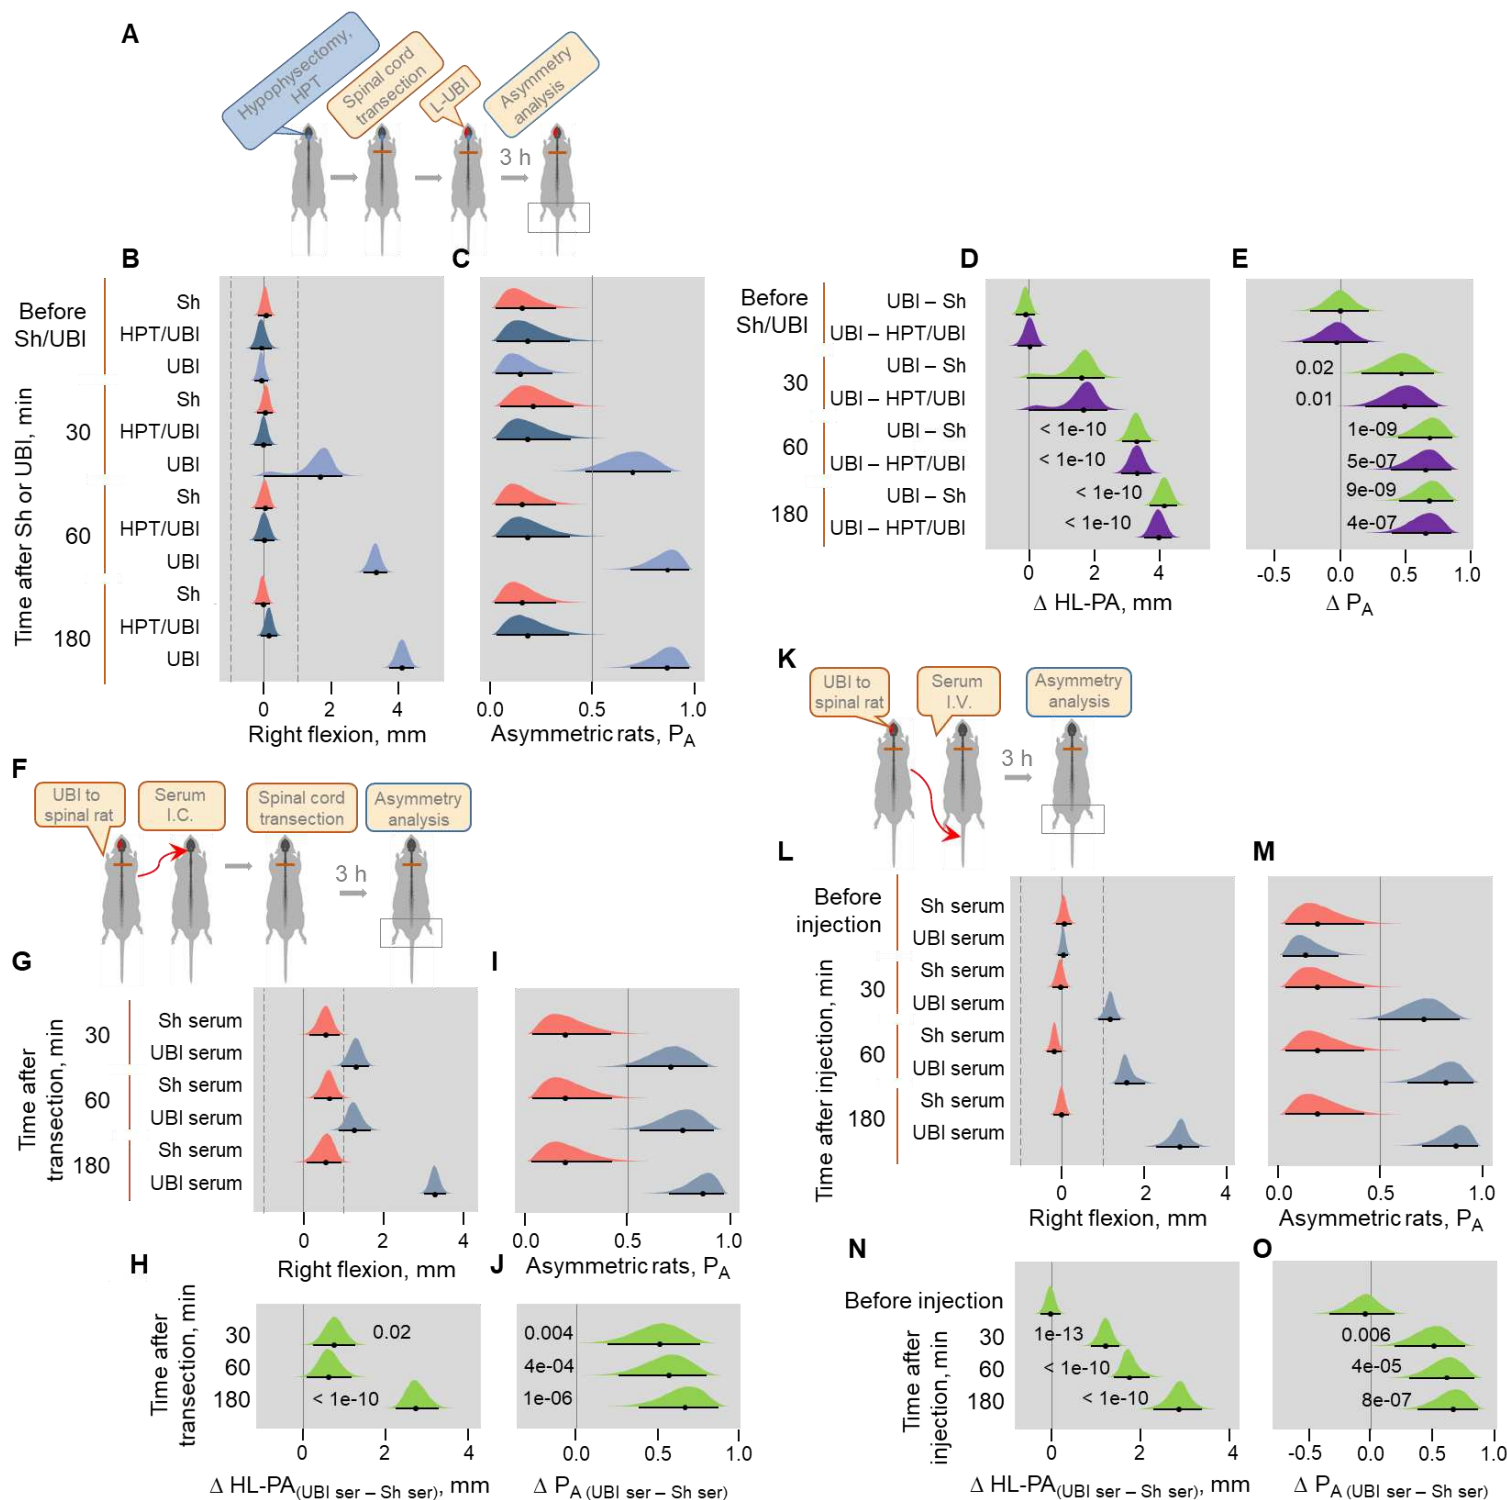 A
Hypophysectomy,
HPT
Spinal cord
transection
L-UBI
Asymmetry
analysis
3 h
B
C
Before
Sh/UBI
Time after Sh or UBI, min
30
60
180
Sh
HPT/UBI
UBI
Sh
HPT/UBI
UBI
Sh
HPT/UBI
UBI
Sh
HPT/UBI
UBI
0 2 4
Right flexion, mm
0.0 0.5 1.0
Asymmetric rats, PA
D
E
Before
Sh/UBI
30
60
180
UBI – Sh
UBI – HPT/UBI
UBI – Sh
UBI – HPT/UBI
UBI – Sh
UBI – HPT/UBI
UBI – Sh
UBI – HPT/UBI
< 1e-10
< 1e-10
< 1e-10
< 1e-10
0 2 4
Δ HL-PA, mm
0.02
0.01
1e-09
5e-07
9e-09
4e-07
-0.5 0.0 0.5 1.0
Δ PA
F
UBI to
spinal rat
Serum
I.C.
Spinal cord
transection
Asymmetry
analysis
3 h
G
I
Time after
transection, min
30
60
180
Sh serum
UBI serum
Sh serum
UBI serum
Sh serum
UBI serum
0 2 4
Right flexion, mm
0.0 0.5 1.0
Asymmetric rats, PA
H
J
Time after
transection, min
30
60
180
0.02
< 1e-10
0 2 4
Δ HL-PA(UBI ser – Sh ser), mm
0.004
4e-04
1e-06
0.0 0.5 1.0
Δ PA (UBI ser – Sh ser)
K
UBI to
spinal rat
Serum
I.V.
Asymmetry
analysis
3 h
L
M
Before
injection
Time after injection, min
30
60
180
Sh serum
UBI serum
Sh serum
UBI serum
Sh serum
UBI serum
Sh serum
UBI serum
0 2 4
Right flexion, mm
0.0 0.5 1.0
Asymmetric rats, PA
N
O
Before injection
Time after
injection, min
30
60
180
1e-13
< 1e-10
< 1e-10
0 2 4
Δ HL-PA(UBI ser – Sh ser), mm
0.006
4e-05
8e-07
-0.5 0.0 0.5 1.0
Δ PA (UBI ser – Sh ser)